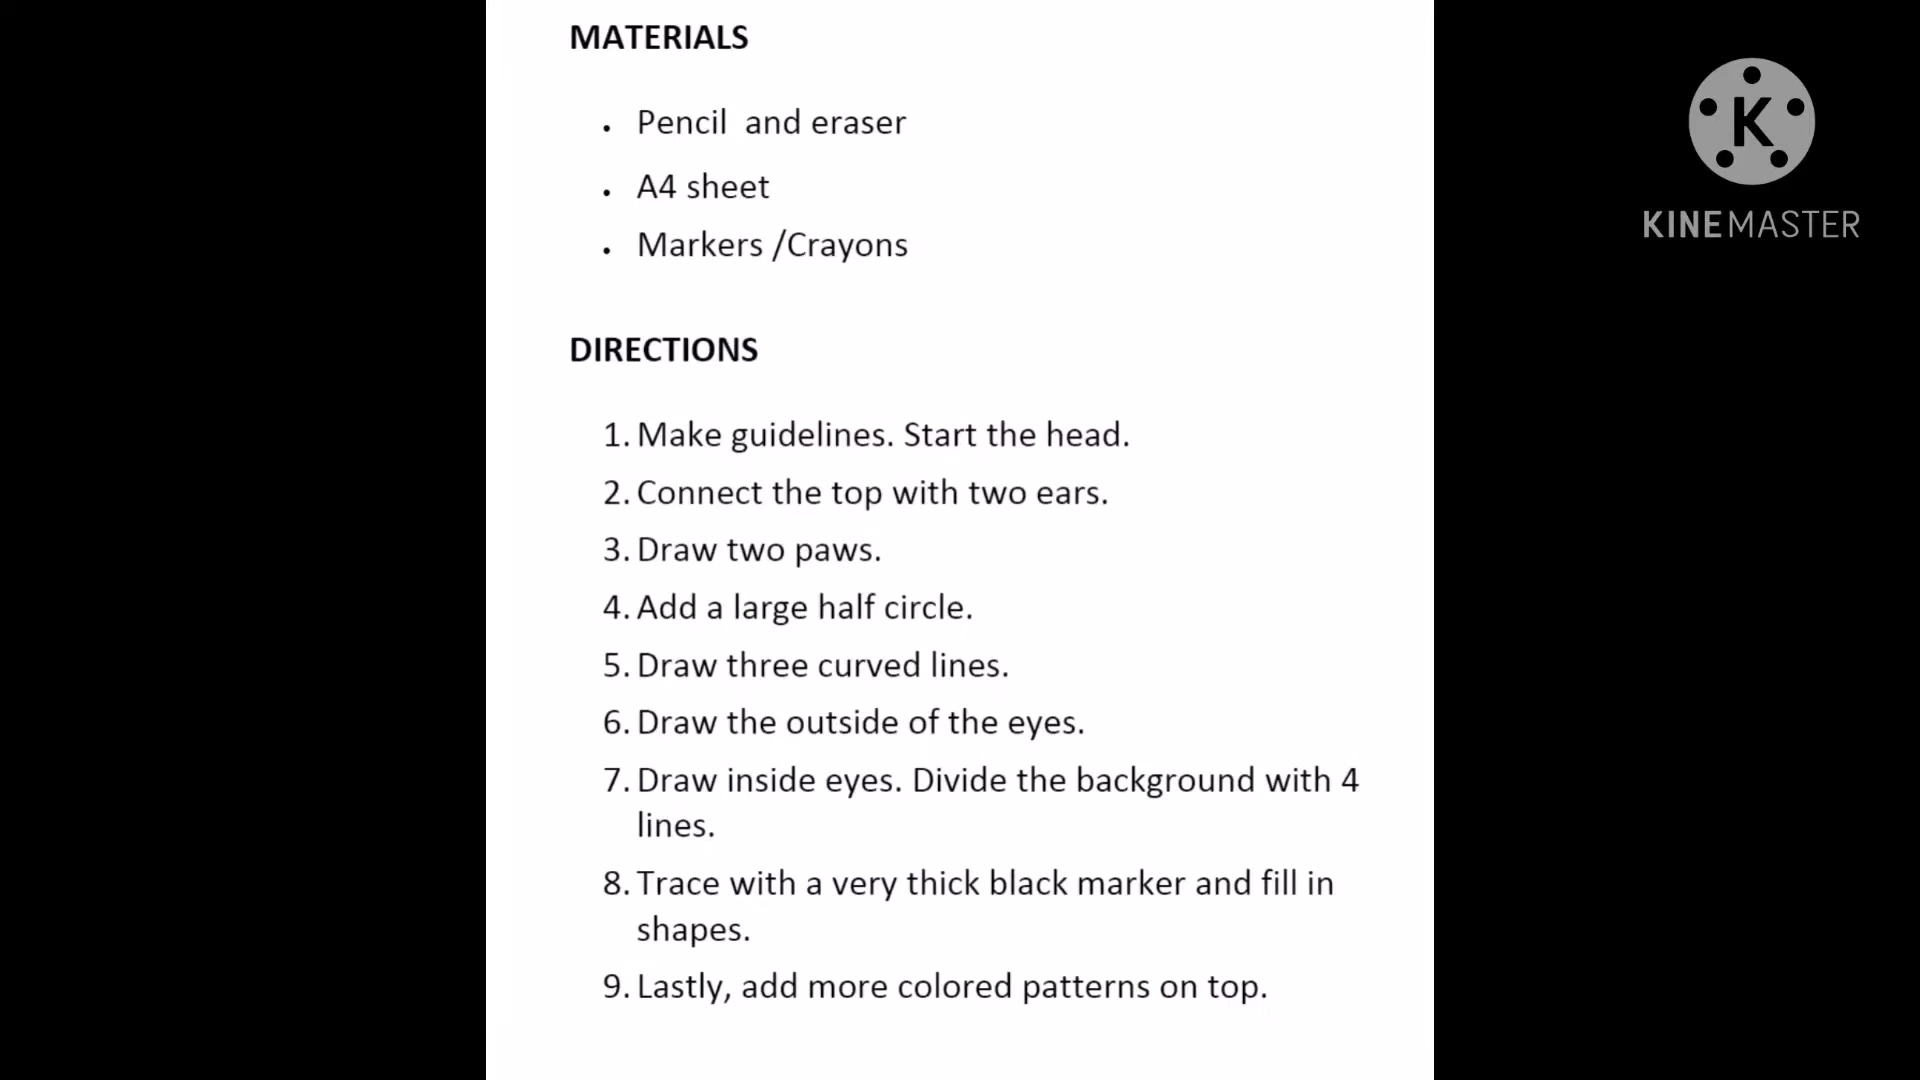 MATERIALS
• Pencil  and eraser
• A4 sheet
• Markers /Crayons
DIRECTIONS
1. Make guidelines. Start the head.
2. Connect the top with two ears.
3. Draw two paws.
4. Add a large half circle.
5. Draw three curved lines.
6. Draw the outside of the eyes.
7. Draw inside eyes. Divide the background with 4
lines.
8. Trace with a very thick black marker and fill in
shapes.
9. Lastly, add more colored patterns on top.
K
KINEMASTER